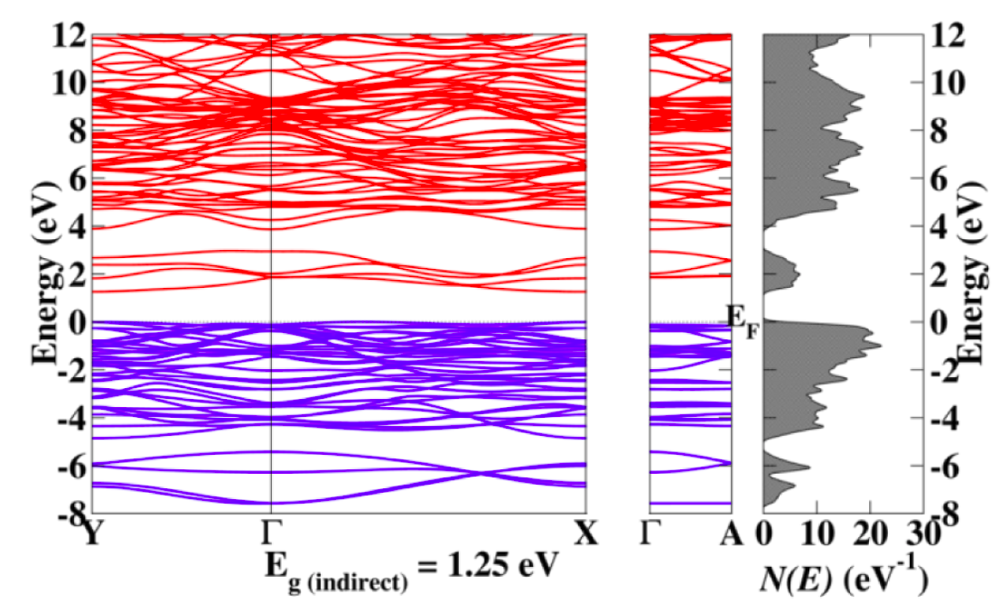 12
10
8
6
4
2
0
-2
-4
-6
-8
Energy (eV)
Y Γ X
Γ A
E_F
0 10 20 30
12
10
8
6
4
2
0
-2
-4
-6
-8
Energy (eV)
E_g (indirect) = 1.25 eV
N(E) (eV⁻¹)